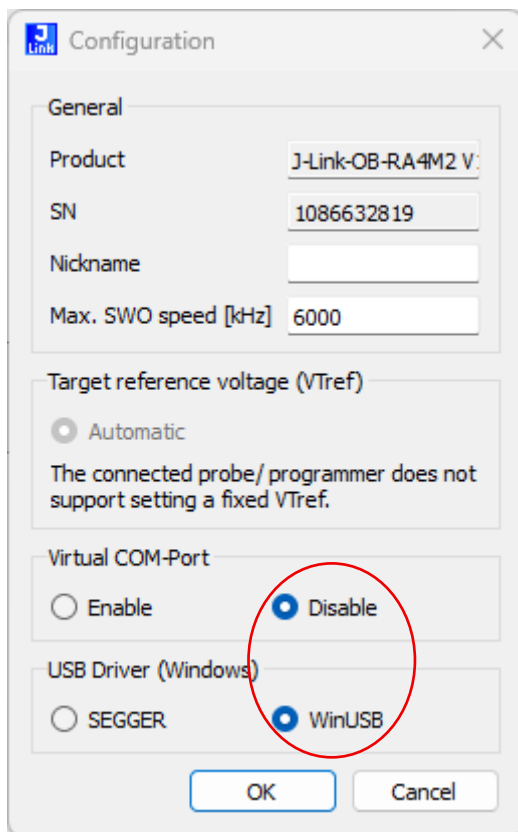 J Link Configuration
General
Product J-Link-OB-RA4M2 V
SN 1086632819
Nickname
Max. SWO speed [kHz] 6000
Target reference voltage (VTref)
Automatic
The connected probe/programmer does not
support setting a fixed VTref.
Virtual COM-Port
Enable Disable
USB Driver (Windows)
SEGGER WinUSB
OK Cancel